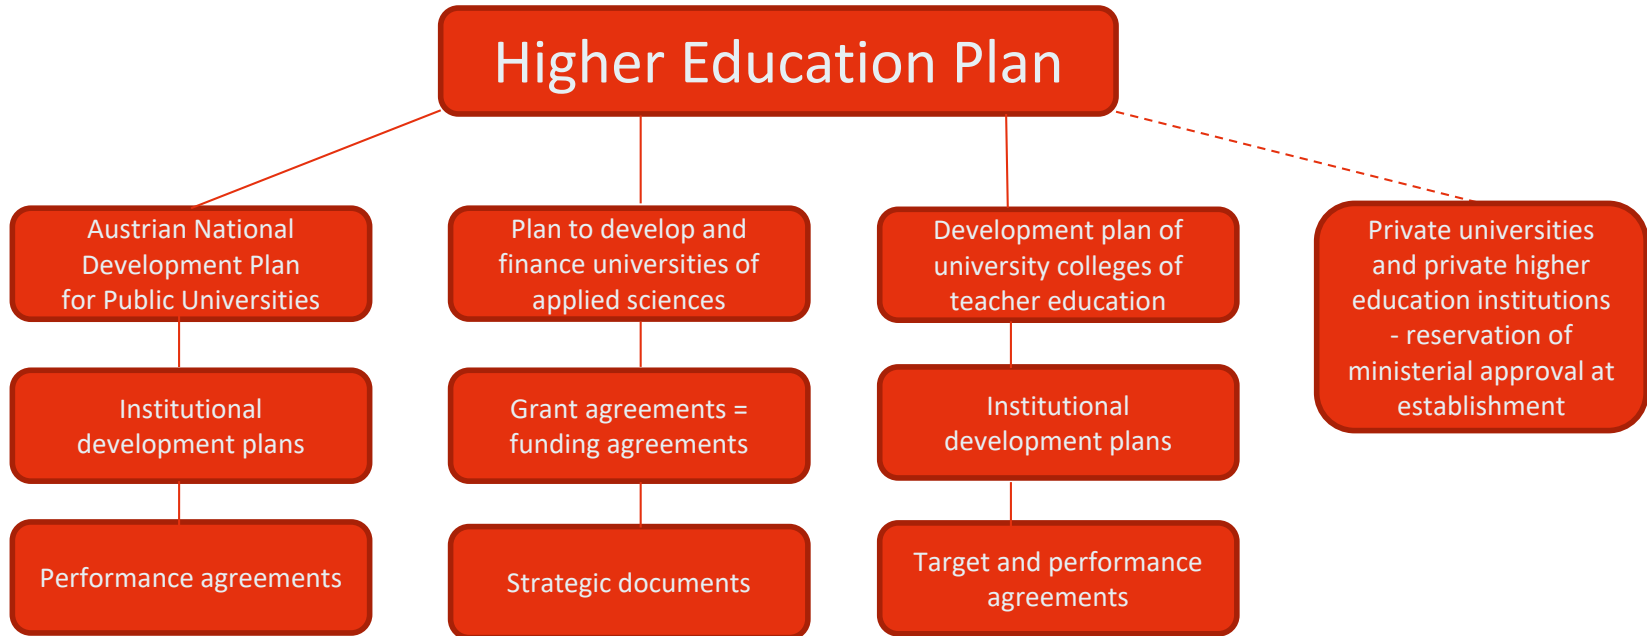 Higher Education Plan
Austrian National
Development Plan
for Public Universities
Plan to develop and
finance universities of
applied sciences
Development plan of
university colleges of
teacher education
Private universities
and private higher
education institutions
- reservation of
ministerial approval at
establishment
Institutional
development plans
Grant agreements =
funding agreements
Institutional
development plans
Performance agreements
Strategic documents
Target and performance
agreements